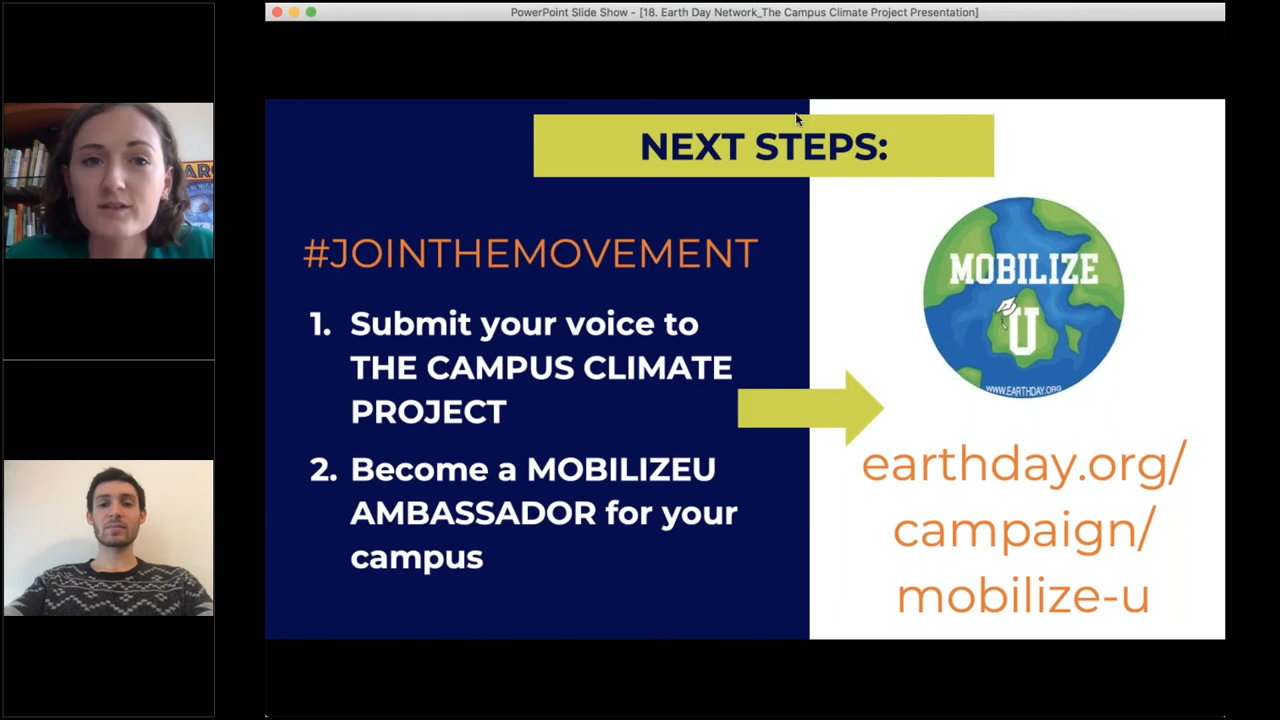 PowerPoint Slide Show - [18. Earth Day Network_The Campus Climate Project Presentation]
NEXT STEPS:
#JOINTHEMOVEMENT
1. Submit your voice to
THE CAMPUS CLIMATE
PROJECT
2. Become a MOBILIZEU
AMBASSADOR for your
campus
MOBILIZE
U
WWW.EARTHDAY.ORG
earthday.org/
campaign/
mobilize-u